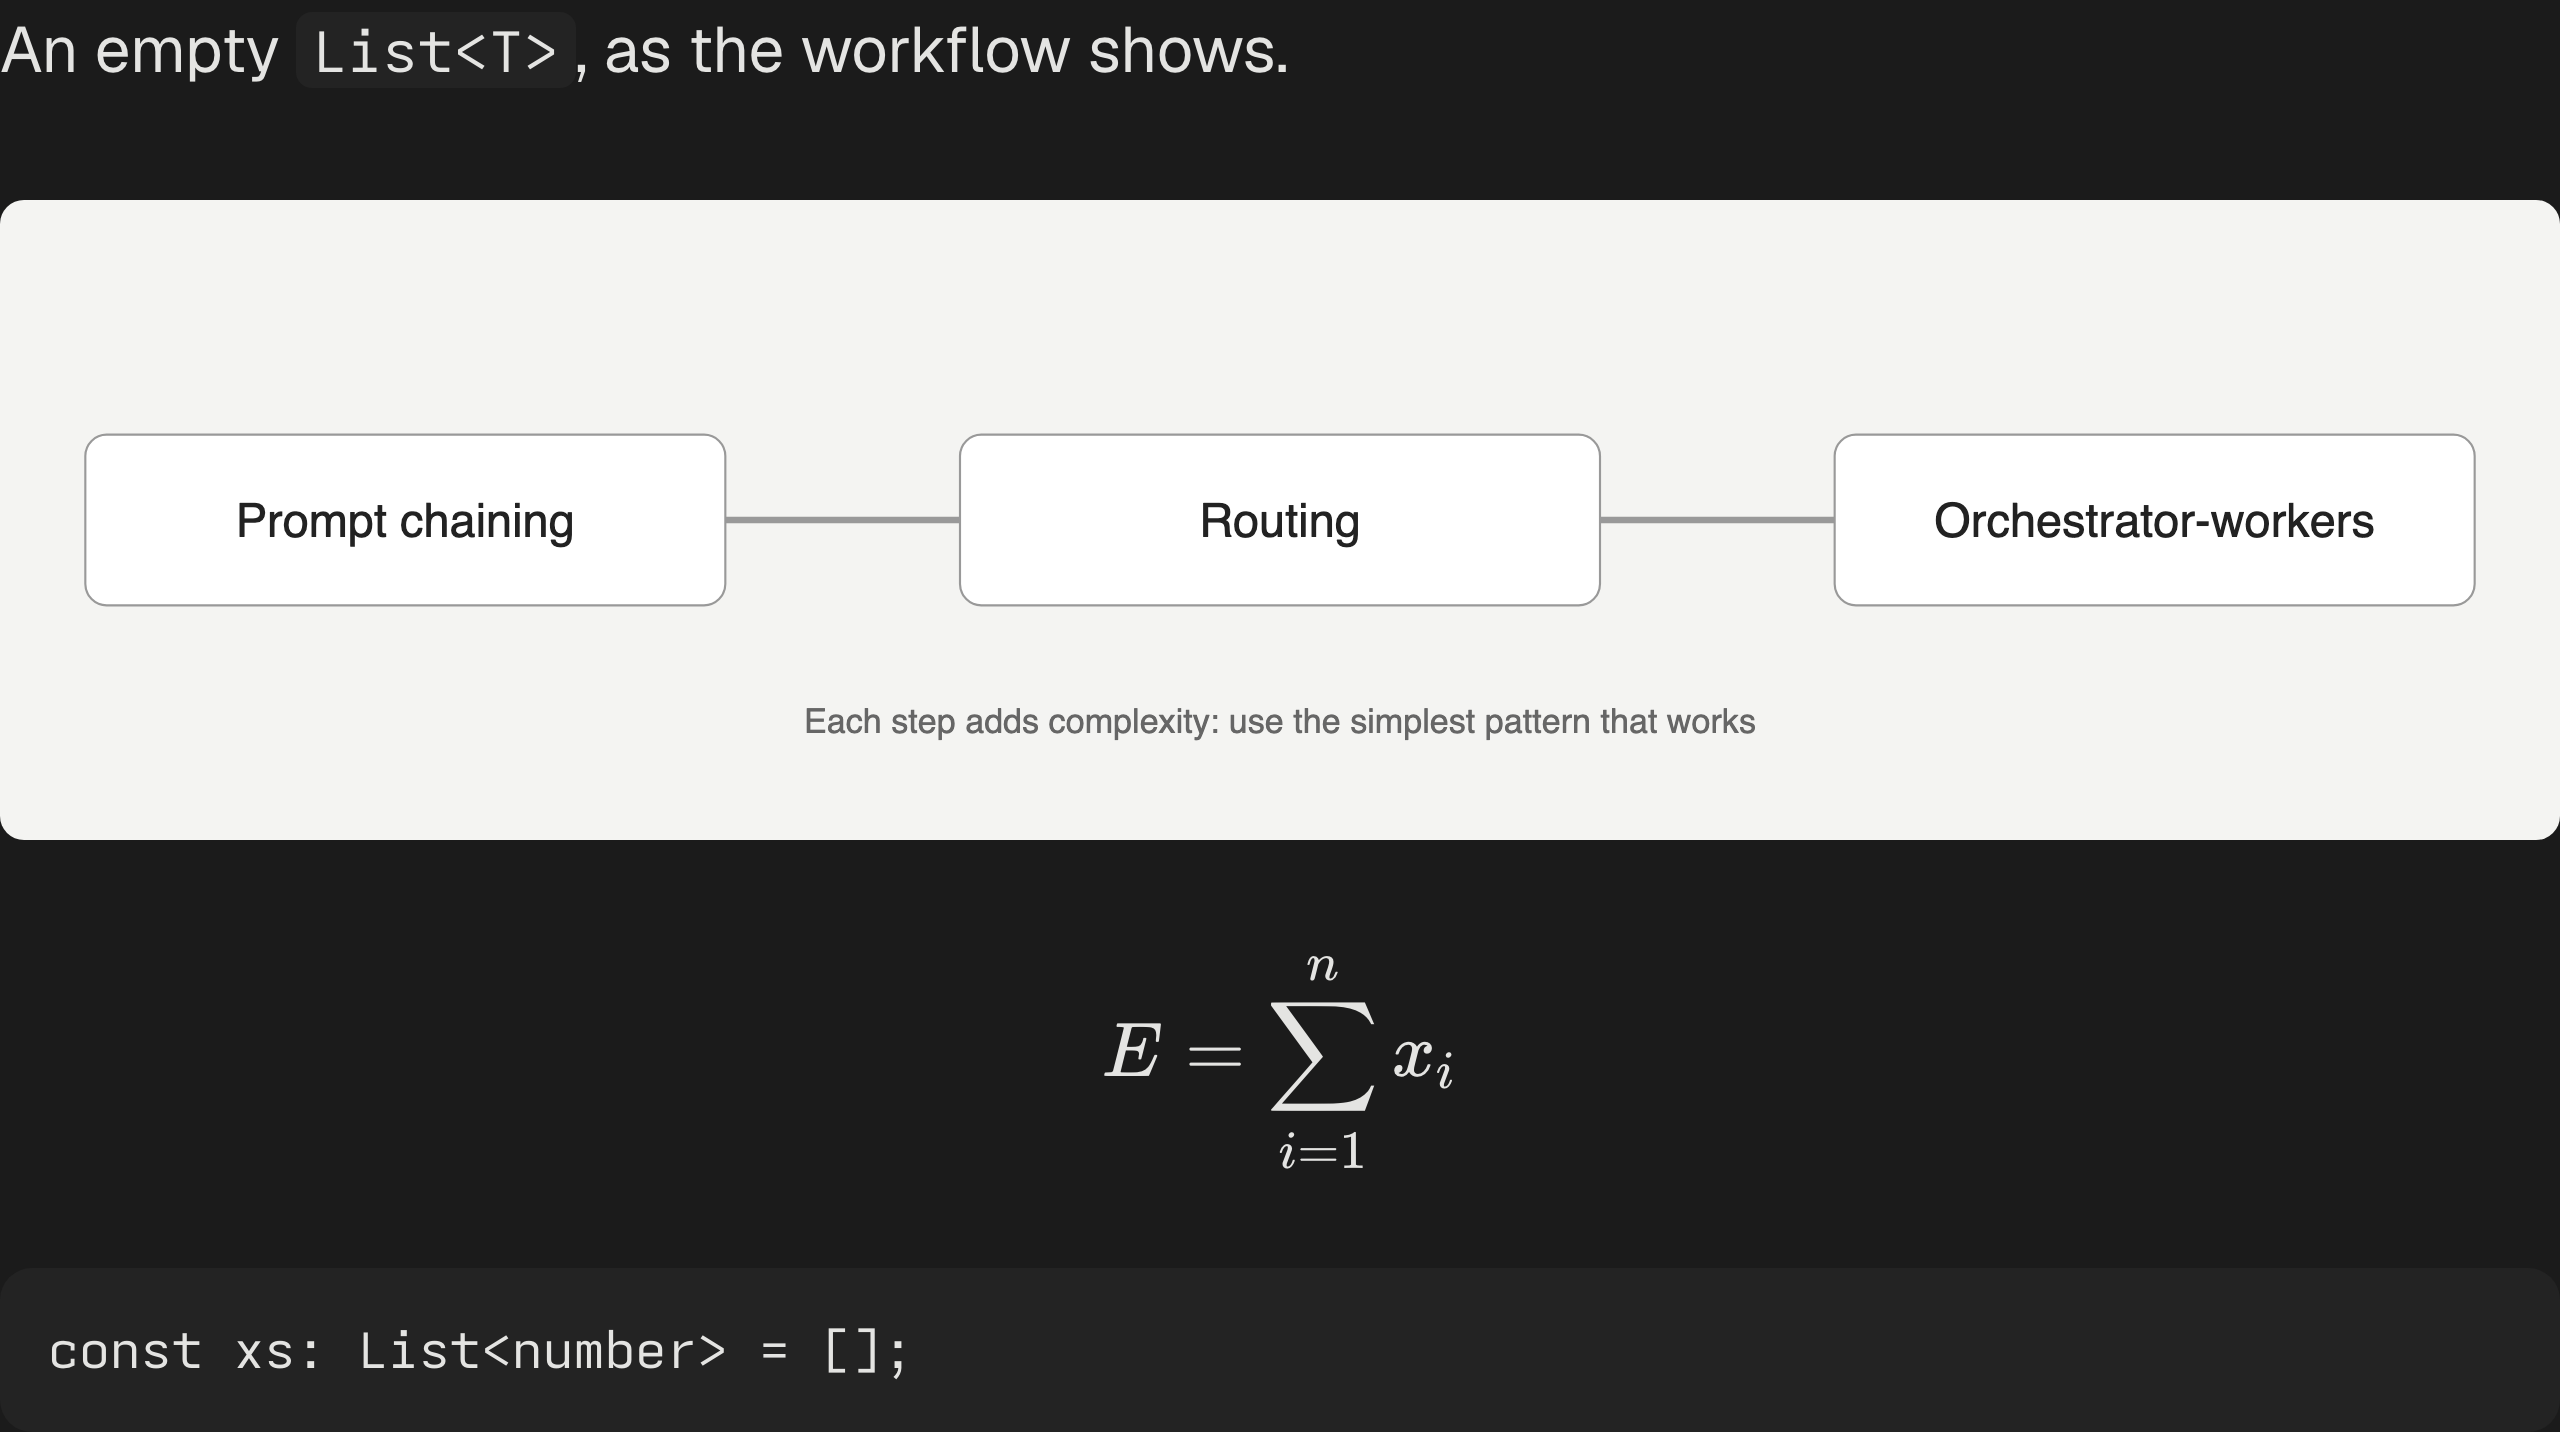 An empty List<T>, as the workflow shows.
Prompt chaining
Routing
Orchestrator-workers
Each step adds complexity: use the simplest pattern that works
n
E = ∑ xᵢ
i=1
const xs: List<number> = [];